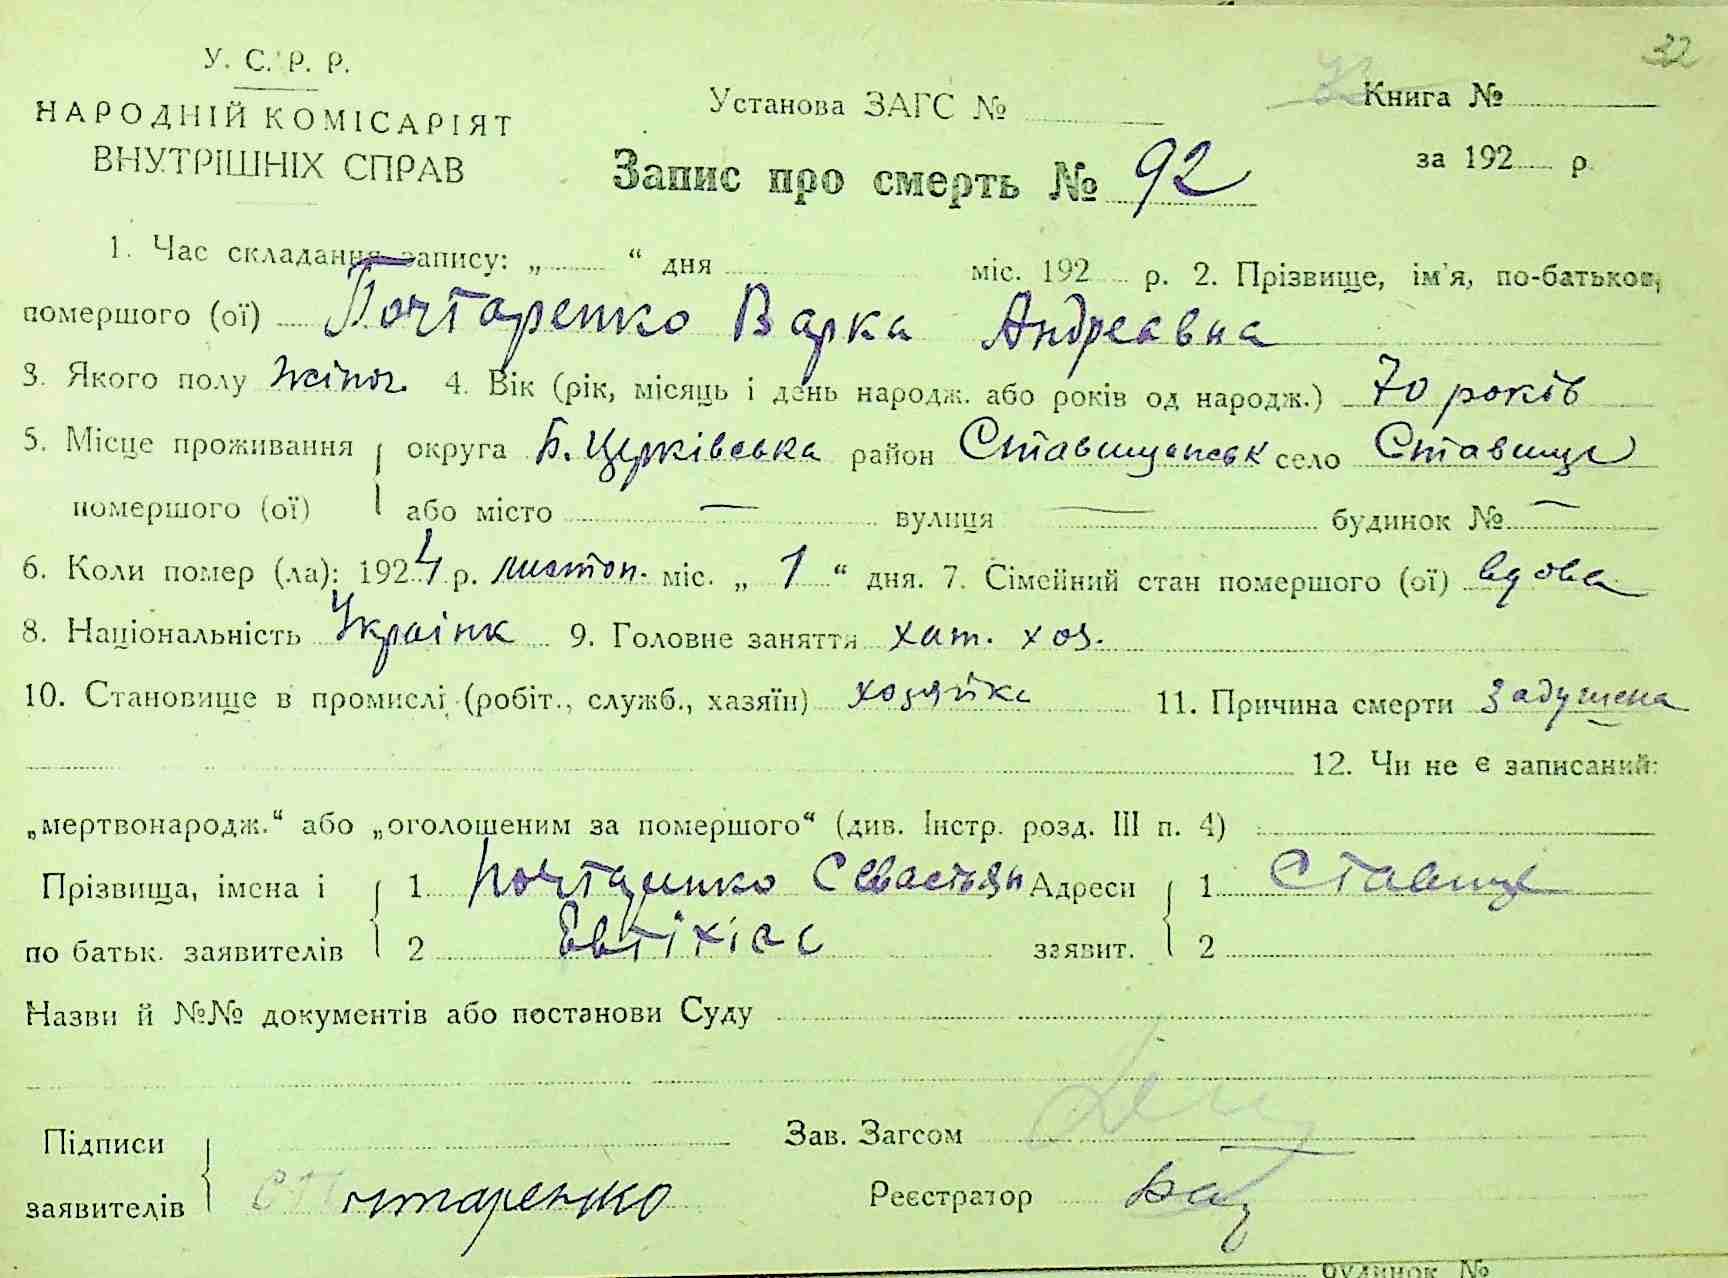 32
У. С. Р. Р.
НАРОДНІЙ КОМІСАРІЯТ
ВНУТРІШНІХ СПРАВ
Установа ЗАГС №
Книга №
за 192 р.
Запис про смерть № 92
1. Час складання запису: „ “ дня міс. 192 р. 2. Прізвище, ім'я, по-батькові,
помершого (ої) Почтаренко Варка Андреавна
3. Якого полу жіноч. 4. Вік (рік, місяць і день народж. або років од народж.) 70 років
5. Місце проживання округа Б. Церківська район Ставищанськ село Ставище
помершого (ої) або місто — вулиця — будинок № —
6. Коли помер (ла): 1924 р. листоп. міс. „ 1 “ дня. 7. Сімейний стан помершого (ої) вдова
8. Національність Українк 9. Головне заняття хат. хоз.
10. Становище в промислі (робіт., служб., хазяїн) хозяйка 11. Причина смерти Задушена
12. Чи не є записаний:
„мертвонародж.“ або „оголошеним за помершого“ (див. Інстр. розд. III п. 4)
Прізвища, імена і 1 Почтаренко Севастьян Адреси 1 Ставище
по батьк. заявителів 2 Евтіхієв заявит. 2
Назви й №№ документів або постанови Суду
Підписи Зав. Загсом
заявителів С Почтаренко Реєстратор
будинок №